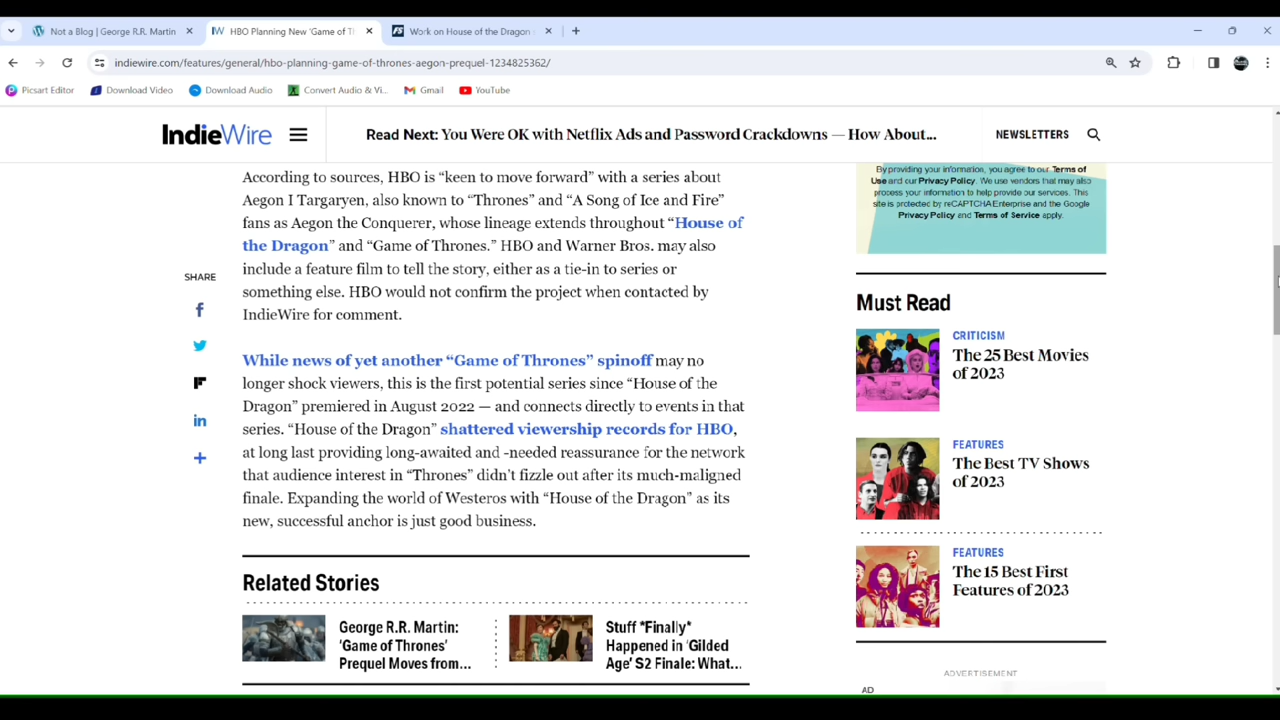 Not a Blog | George R.R. Martin
HBO Planning New 'Game of T
Work on House of the Dragon
indiewire.com/features/general/hbo-planning-game-of-thrones-aegon-prequel-1234825362/
Picsart Editor
Download Video
Download Audio
Convert Audio & Vi...
Gmail
YouTube
IndieWire
Read Next: You Were OK with Netflix Ads and Password Crackdowns — How About...
NEWSLETTERS
According to sources, HBO is “keen to move forward” with a series about
Aegon I Targaryen, also known to “Thrones” and “A Song of Ice and Fire”
fans as Aegon the Conquerer, whose lineage extends throughout “House of
the Dragon” and “Game of Thrones.” HBO and Warner Bros. may also
include a feature film to tell the story, either as a tie-in to series or
something else. HBO would not confirm the project when contacted by
IndieWire for comment.
SHARE
While news of yet another “Game of Thrones” spinoff may no
longer shock viewers, this is the first potential series since “House of the
Dragon” premiered in August 2022 — and connects directly to events in that
series. “House of the Dragon” shattered viewership records for HBO,
at long last providing long-awaited and -needed reassurance for the network
that audience interest in “Thrones” didn’t fizzle out after its much-maligned
finale. Expanding the world of Westeros with “House of the Dragon” as its
new, successful anchor is just good business.
Related Stories
George R.R. Martin:
‘Game of Thrones’
Prequel Moves from...
Stuff *Finally*
Happened in ‘Gilded
Age’ S2 Finale: What...
By providing your information, you agree to our Terms of
Use and our Privacy Policy. We use vendors that may also
process your information to help provide our services. This
site is protected by reCAPTCHA Enterprise and the Google
Privacy Policy and Terms of Service apply.
Must Read
CRITICISM
The 25 Best Movies
of 2023
FEATURES
The Best TV Shows
of 2023
FEATURES
The 15 Best First
Features of 2023
ADVERTISEMENT
AD